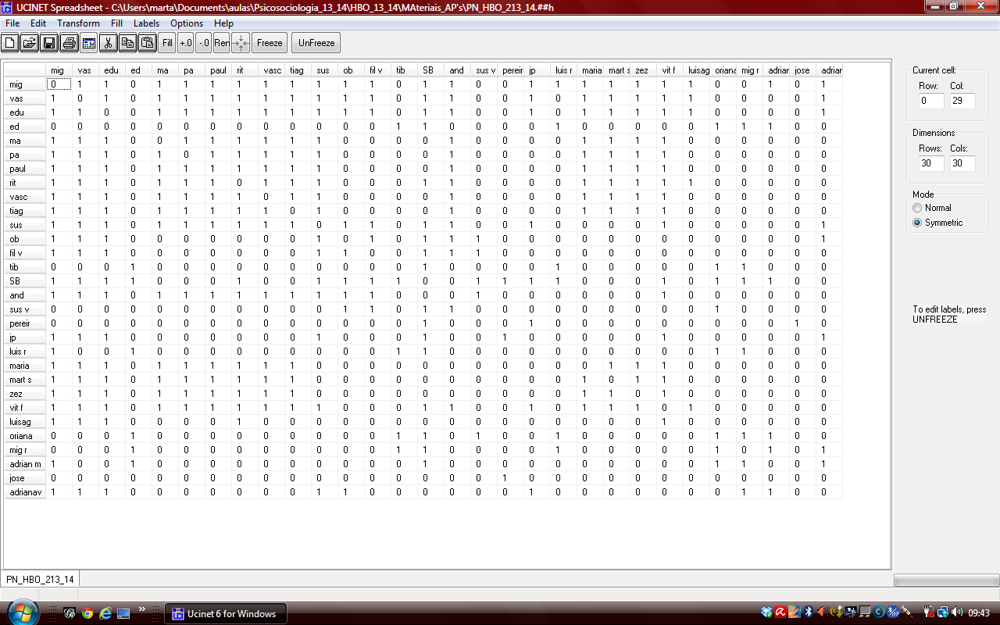 UCINET Spreadsheet - C:\Users\marta\Documents\aulas\Psicosociologia_13_14\HBO_13_14\MAteriais_AP's\PN_HBO_213_14.##h
File Edit Transform Fill Labels Options Help
Fill +.0 -.0 Ren Freeze UnFreeze
mig vas edu ed ma pa paul rit vasc tiag sus ob fil v tib SB and sus v pereir jp luis r maria mart s zez vit f luisag oriana mig r adrian jose adrian
mig 0 1 1 0 1 1 1 1 1 1 1 1 1 0 1 1 0 0 1 1 1 1 1 1 1 0 0 1 0 1
vas 1 0 1 0 1 1 1 1 1 1 1 1 1 0 1 1 0 0 1 0 1 1 1 1 1 0 0 0 0 1
edu 1 1 0 0 1 1 1 1 1 1 1 1 1 0 1 1 0 0 1 0 1 1 1 1 1 0 0 0 0 1
ed 0 0 0 0 0 0 0 0 0 0 0 0 0 1 1 0 0 0 0 1 0 0 0 0 0 1 1 1 0 0
ma 1 1 1 0 0 1 1 1 1 1 1 0 0 0 0 1 0 0 0 0 1 1 1 1 0 0 0 0 0 0
pa 1 1 1 0 1 0 1 1 1 1 1 0 0 0 0 1 0 0 0 0 1 1 1 1 0 0 0 0 0 0
paul 1 1 1 0 1 1 0 1 1 1 1 0 0 0 1 1 0 0 0 0 1 1 1 1 0 0 0 0 0 0
rit 1 1 1 0 1 1 1 0 1 1 1 0 0 0 1 1 0 0 0 0 1 1 1 1 1 0 0 0 0 0
vasc 1 1 1 0 1 1 1 1 0 1 1 0 0 0 0 1 0 0 0 0 1 1 1 1 0 0 0 0 0 0
tiag 1 1 1 0 1 1 1 1 1 0 1 0 0 0 0 1 0 0 0 0 1 1 1 1 0 0 0 0 0 0
sus 1 1 1 0 1 1 1 1 1 1 0 1 1 0 1 1 0 0 1 0 0 0 0 1 0 0 0 0 0 1
ob 1 1 1 0 0 0 0 0 0 0 1 0 1 0 1 1 1 0 0 0 0 0 0 0 0 0 0 0 0 1
fil v 1 1 1 0 0 0 0 0 0 0 1 1 0 0 1 1 1 0 0 0 0 0 0 0 0 0 0 0 0 0
tib 0 0 0 1 0 0 0 0 0 0 0 0 0 0 1 0 0 0 0 1 0 0 0 0 0 1 1 0 0 0
SB 1 1 1 1 0 0 1 1 0 0 1 1 1 1 0 0 1 1 1 1 0 0 0 1 0 1 1 1 0 0
and 1 1 1 0 1 1 1 1 1 1 1 1 1 0 0 0 1 0 0 0 0 0 0 1 0 0 0 0 0 0
sus v 0 0 0 0 0 0 0 0 0 0 0 1 1 0 1 1 0 0 0 0 0 0 0 0 0 1 0 0 0 0
pereir 0 0 0 0 0 0 0 0 0 0 0 0 0 0 1 0 0 0 1 0 0 0 0 0 0 0 0 0 1 0
jp 1 1 1 0 0 0 0 0 0 0 1 0 0 0 1 0 0 1 0 0 0 0 0 1 0 0 0 0 0 1
luis r 1 0 0 1 0 0 0 0 0 0 0 0 0 1 1 0 0 0 0 0 0 0 0 0 0 1 1 0 0 0
maria 1 1 1 0 1 1 1 1 1 1 0 0 0 0 0 0 0 0 0 0 0 1 1 1 0 0 0 0 0 0
mart s 1 1 1 0 1 1 1 1 1 1 0 0 0 0 0 0 0 0 0 0 1 0 1 1 0 0 0 0 0 0
zez 1 1 1 0 1 1 1 1 1 1 0 0 0 0 0 0 0 0 0 0 1 1 0 1 0 0 0 0 0 0
vit f 1 1 1 0 1 1 1 1 1 1 1 0 0 0 1 1 0 0 1 0 1 1 1 0 1 0 0 0 0 0
luisag 1 1 1 0 0 0 0 1 0 0 0 0 0 0 0 0 0 0 0 0 0 0 0 1 0 0 0 0 0 0
oriana 0 0 0 1 0 0 0 0 0 0 0 0 0 1 1 0 1 0 0 1 0 0 0 0 0 1 1 1 0 0
mig r 0 0 0 1 0 0 0 0 0 0 0 0 0 1 1 0 0 0 0 1 0 0 0 0 0 1 0 1 0 1
adrian m 1 0 0 1 0 0 0 0 0 0 0 0 0 0 1 0 0 0 0 0 0 0 0 0 0 1 1 0 0 1
jose 0 0 0 0 0 0 0 0 0 0 0 0 0 0 0 0 0 1 0 0 0 0 0 0 0 0 0 0 0 0
adrianav 1 1 1 0 0 0 0 0 0 0 1 1 0 0 0 0 0 0 1 0 0 0 0 0 0 0 1 1 0 0
Current cell:
Row: Col:
0 29
Dimensions
Rows: Cols:
30 30
Mode
Normal
Symmetric
To edit labels, press
UNFREEZE
PN_HBO_213_14
Ucinet 6 for Windows
09:43